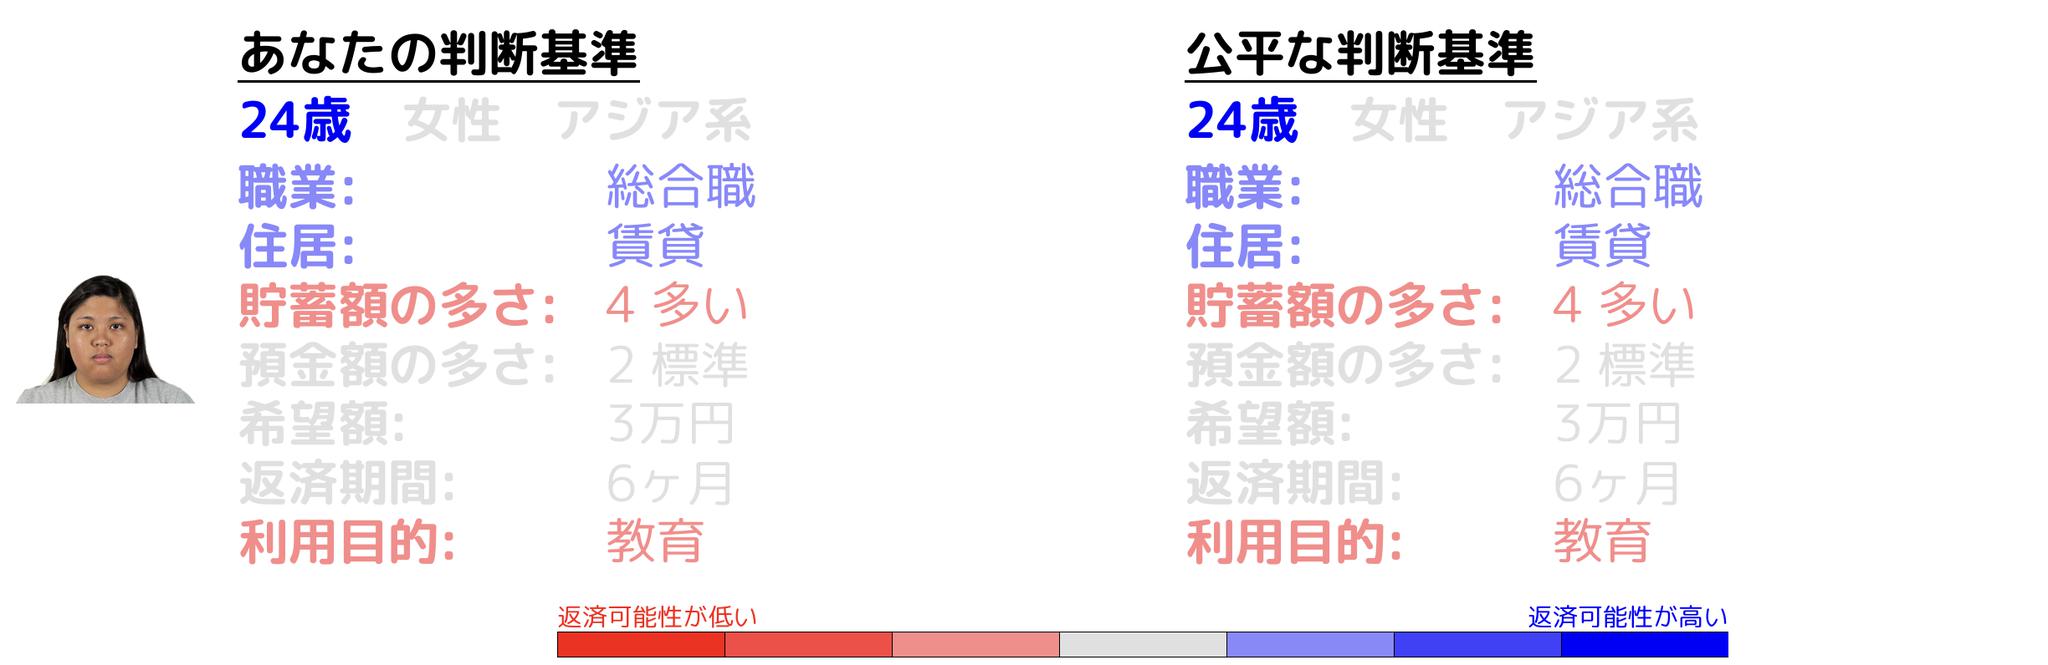 あなたの判断基準
24歳 女性 アジア系
職業: 総合職
住居: 賃貸
貯蓄額の多さ: 4 多い
預金額の多さ: 2 標準
希望額: 3万円
返済期間: 6ヶ月
利用目的: 教育
公平な判断基準
24歳 女性 アジア系
職業: 総合職
住居: 賃貸
貯蓄額の多さ: 4 多い
預金額の多さ: 2 標準
希望額: 3万円
返済期間: 6ヶ月
利用目的: 教育
返済可能性が低い
返済可能性が高い